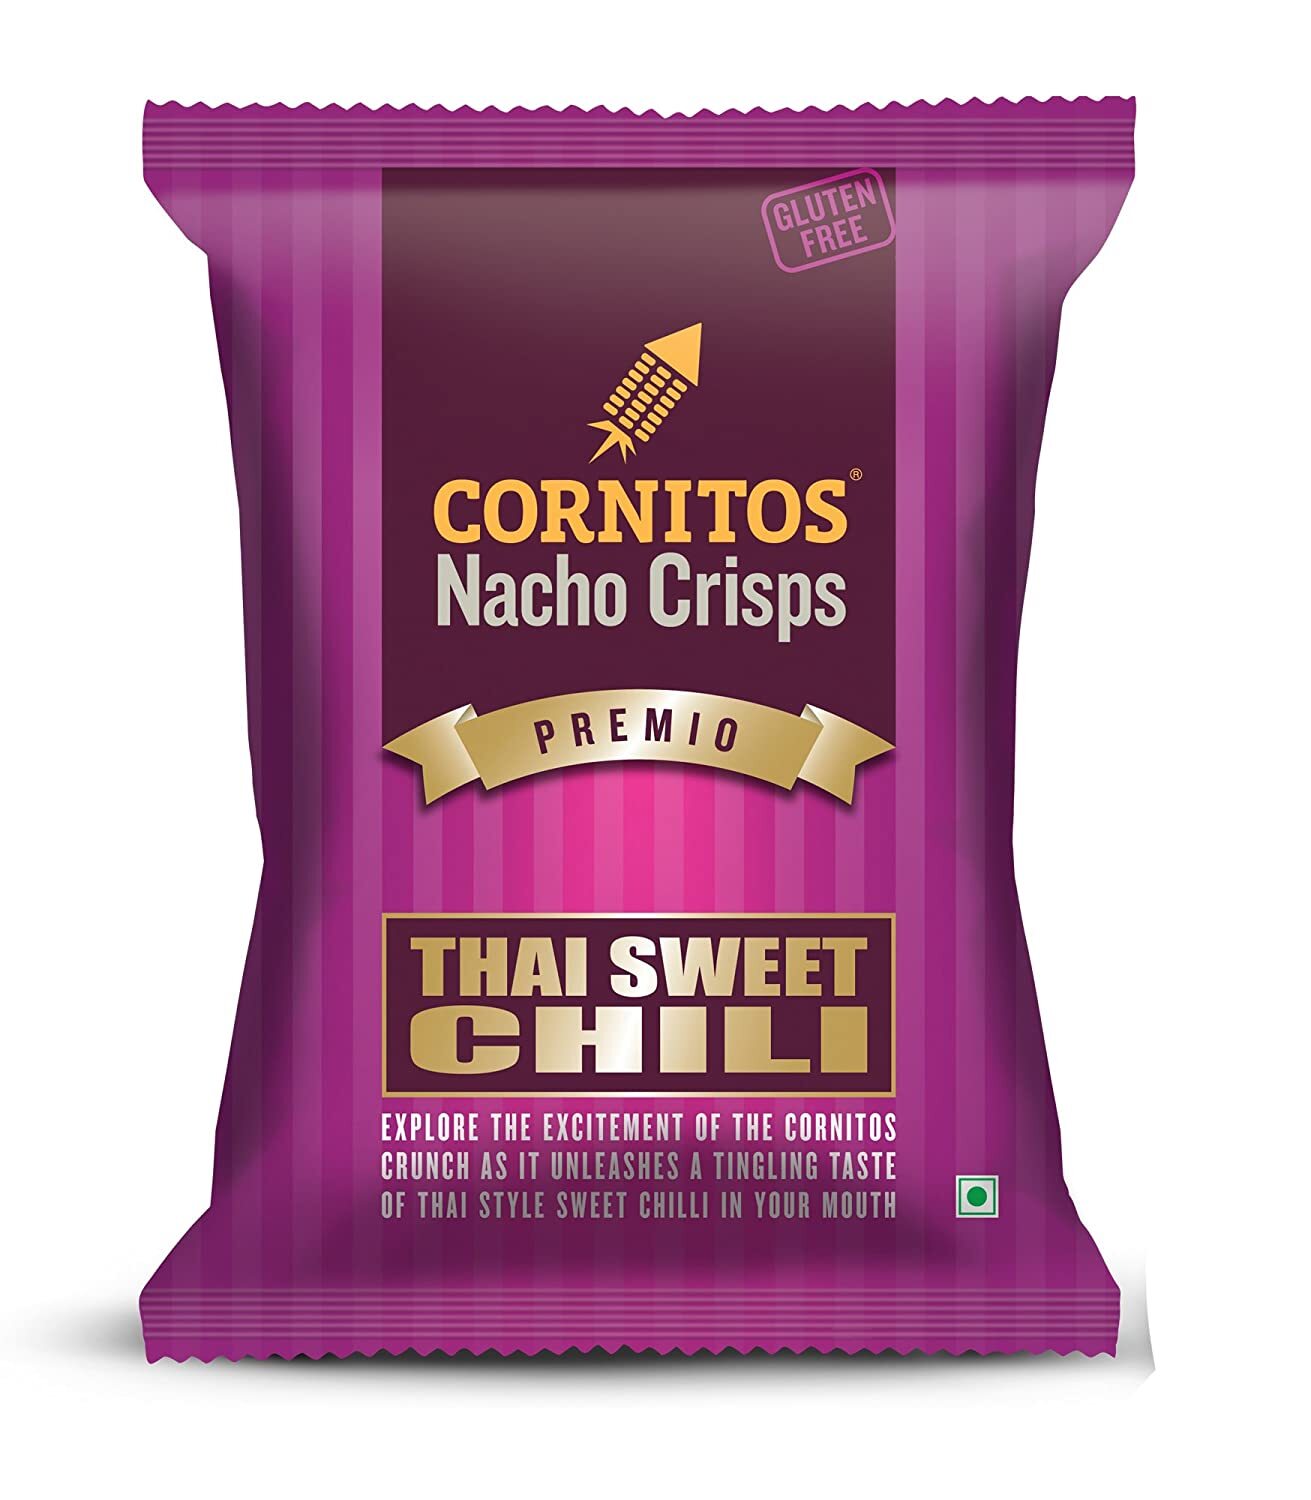 GLUTEN
FREE
CORNITOS®
Nacho Crisps
PREMIO
THAI SWEET
CHILI
EXPLORE THE EXCITEMENT OF THE CORNITOS
CRUNCH AS IT UNLEASHES A TINGLING TASTE
OF THAI STYLE SWEET CHILLI IN YOUR MOUTH